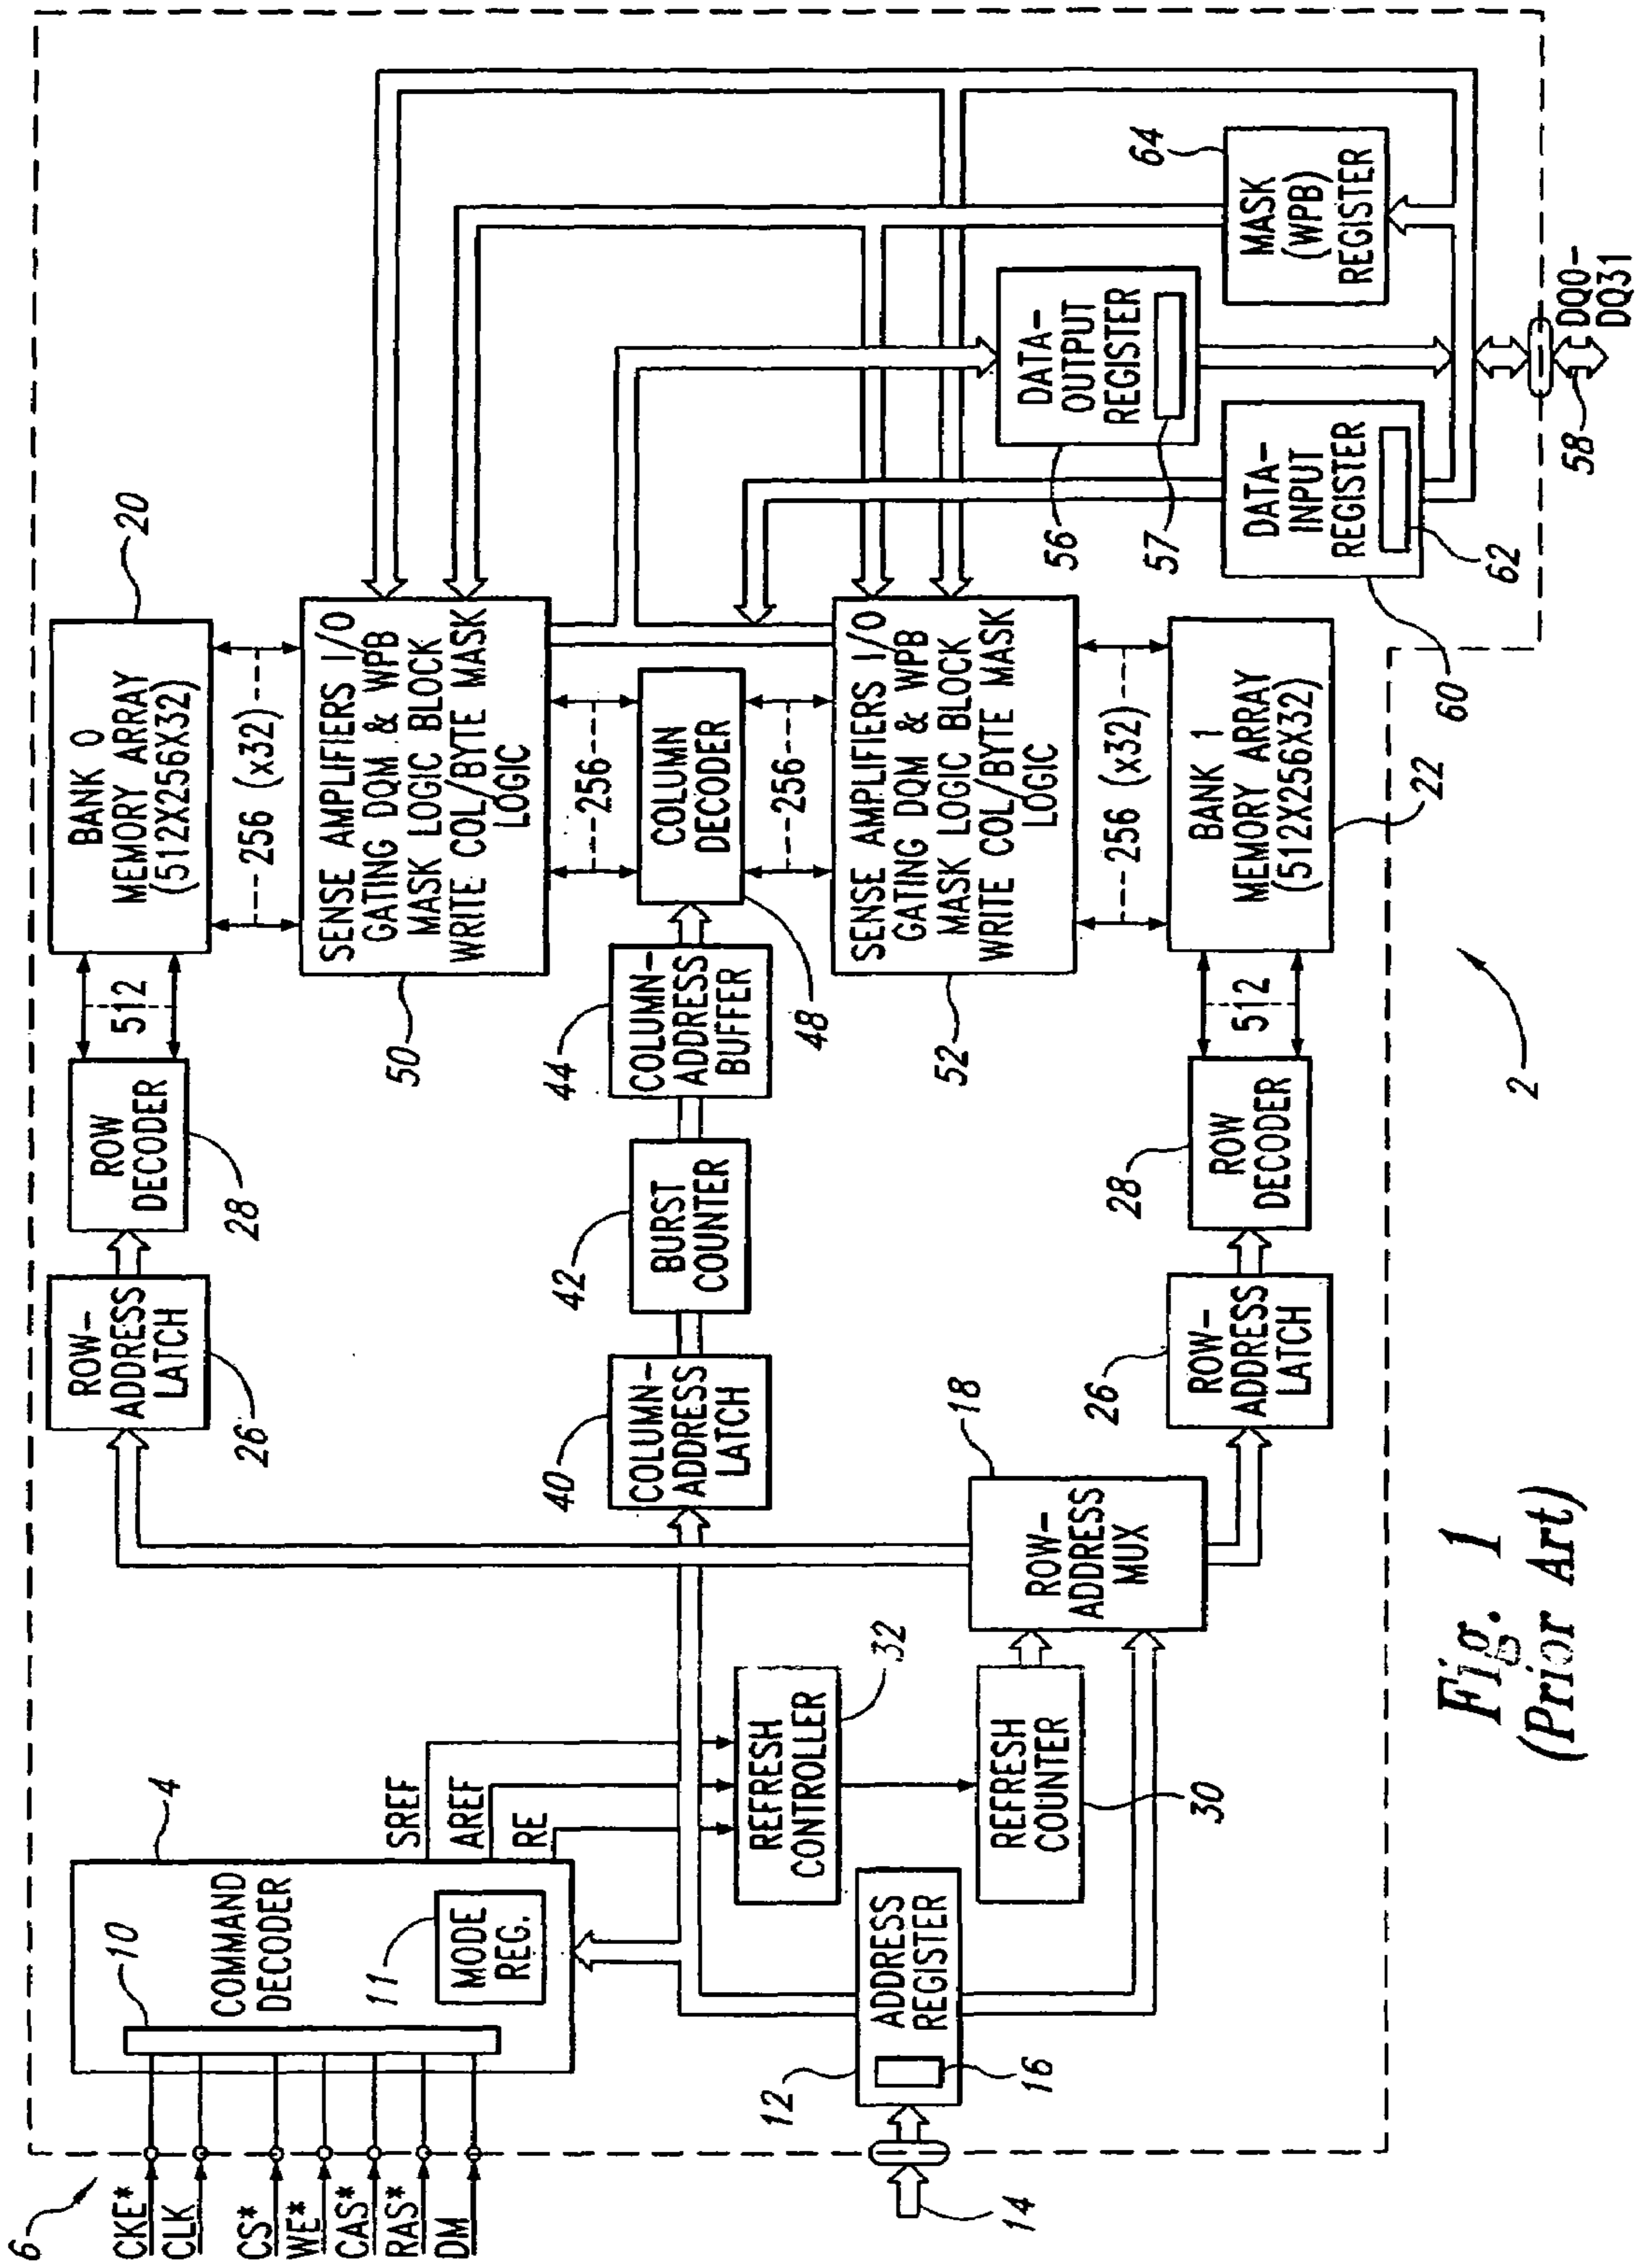 6
CKE*
CLK
CS*
WE*
CAS*
RAS*
DM
10
COMMAND
DECODER
4
11
MODE
REG.
SREF
AREF
RE
14
12
16
ADDRESS
REGISTER
REFRESH
CONTROLLER
32
REFRESH
COUNTER
30
ROW-
ADDRESS
MUX
18
ROW-
ADDRESS
LATCH
26
ROW
DECODER
28
512
BANK 0
MEMORY ARRAY
(512X256X32)
20
256 (x32)
SENSE AMPLIFIERS I/O
GATING DQM & WPB
MASK LOGIC BLOCK
WRITE COL/BYTE MASK
LOGIC
50
256
COLUMN-
ADDRESS
LATCH
40
BURST
COUNTER
42
COLUMN-
ADDRESS
BUFFER
44
COLUMN
DECODER
48
256
SENSE AMPLIFIERS I/O
GATING DQM & WPB
MASK LOGIC BLOCK
WRITE COL/BYTE MASK
LOGIC
52
256 (x32)
ROW-
ADDRESS
LATCH
26
ROW
DECODER
28
512
BANK 1
MEMORY ARRAY
(512X256X32)
22
DATA-
OUTPUT
REGISTER
56
57
DATA-
INPUT
REGISTER
60
62
MASK
(WPB)
REGISTER
64
DQ0-
DQ31
58
2
Fig. 1
(Prior Art)